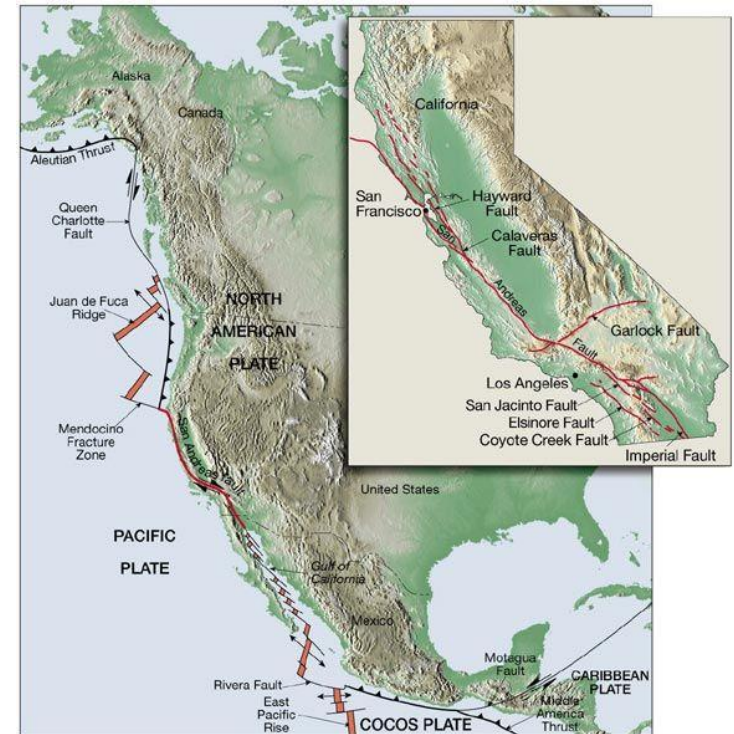 Alaska
Canada
Aleutian Thrust
Queen
Charlotte
Fault
Juan de Fuca
Ridge
NORTH
AMERICAN
PLATE
Mendocino
Fracture
Zone
San Andreas Fault
United States
PACIFIC
PLATE
Gulf of
California
Mexico
Rivera Fault
East
Pacific
Rise
COCOS PLATE
Motagua
Fault
CARIBBEAN
PLATE
Middle
America
Thrust
California
San
Francisco
A
Hayward
Fault
Calaveras
Fault
San
Andreas
Fault
Garlock Fault
Los Angeles
San Jacinto Fault
Elsinore Fault
Coyote Creek Fault
Imperial Fault